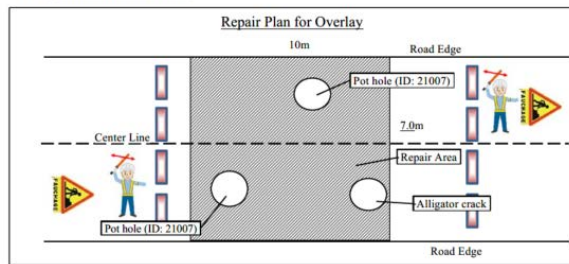 Repair Plan for Overlay
10m
Road Edge
Pot hole (ID: 21007)
7.0m
Center Line
Repair Area
Alligator crack
Pot hole (ID: 21007)
Road Edge